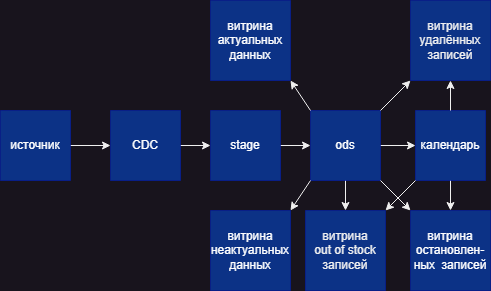 витрина
актуальных
данных
витрина
удалённых
записей
источник
CDC
stage
ods
календарь
витрина
неактуальных
данных
витрина
out of stock
записей
витрина
остановлен-
ных записей